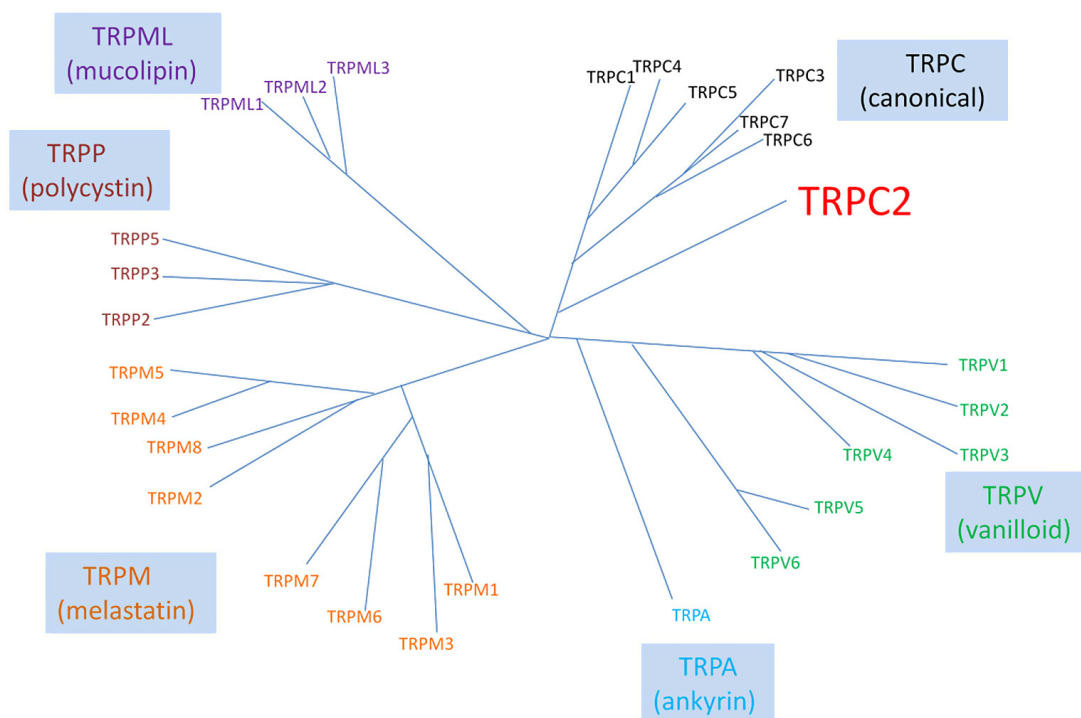 TRPML
(mucolipin)
TRPML3
TRPML2
TRPML1
TRPC1
TRPC4
TRPC5
TRPC3
TRPC7
TRPC6
TRPC
(canonical)
TRPC2
TRPP
(polycystin)
TRPP5
TRPP3
TRPP2
TRPM5
TRPM4
TRPM8
TRPM2
TRPM7
TRPM6
TRPM3
TRPM1
TRPM
(melastatin)
TRPV1
TRPV2
TRPV3
TRPV4
TRPV5
TRPV6
TRPV
(vanilloid)
TRPA
TRPA
(ankyrin)